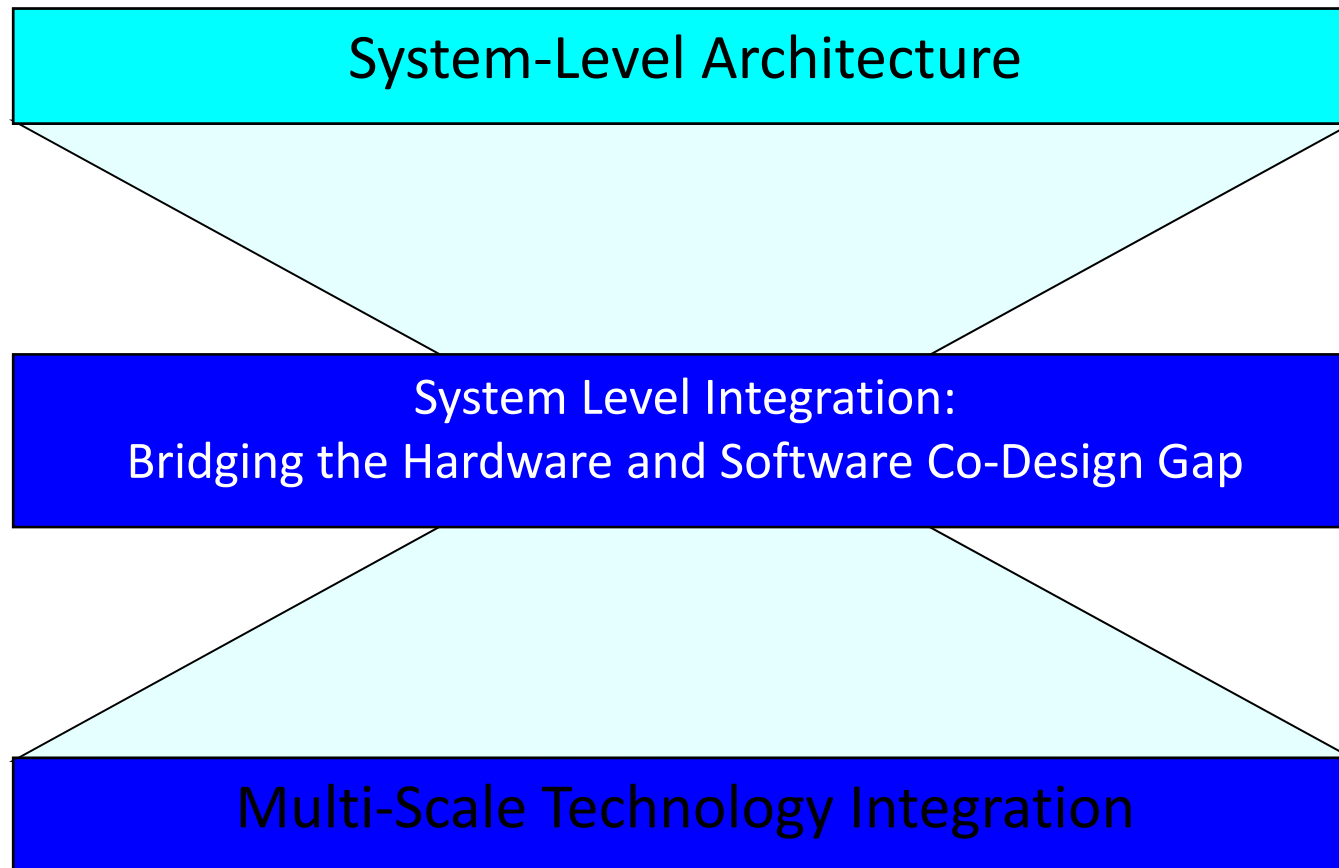 System-Level Architecture
System Level Integration:
Bridging the Hardware and Software Co-Design Gap
Multi-Scale Technology Integration